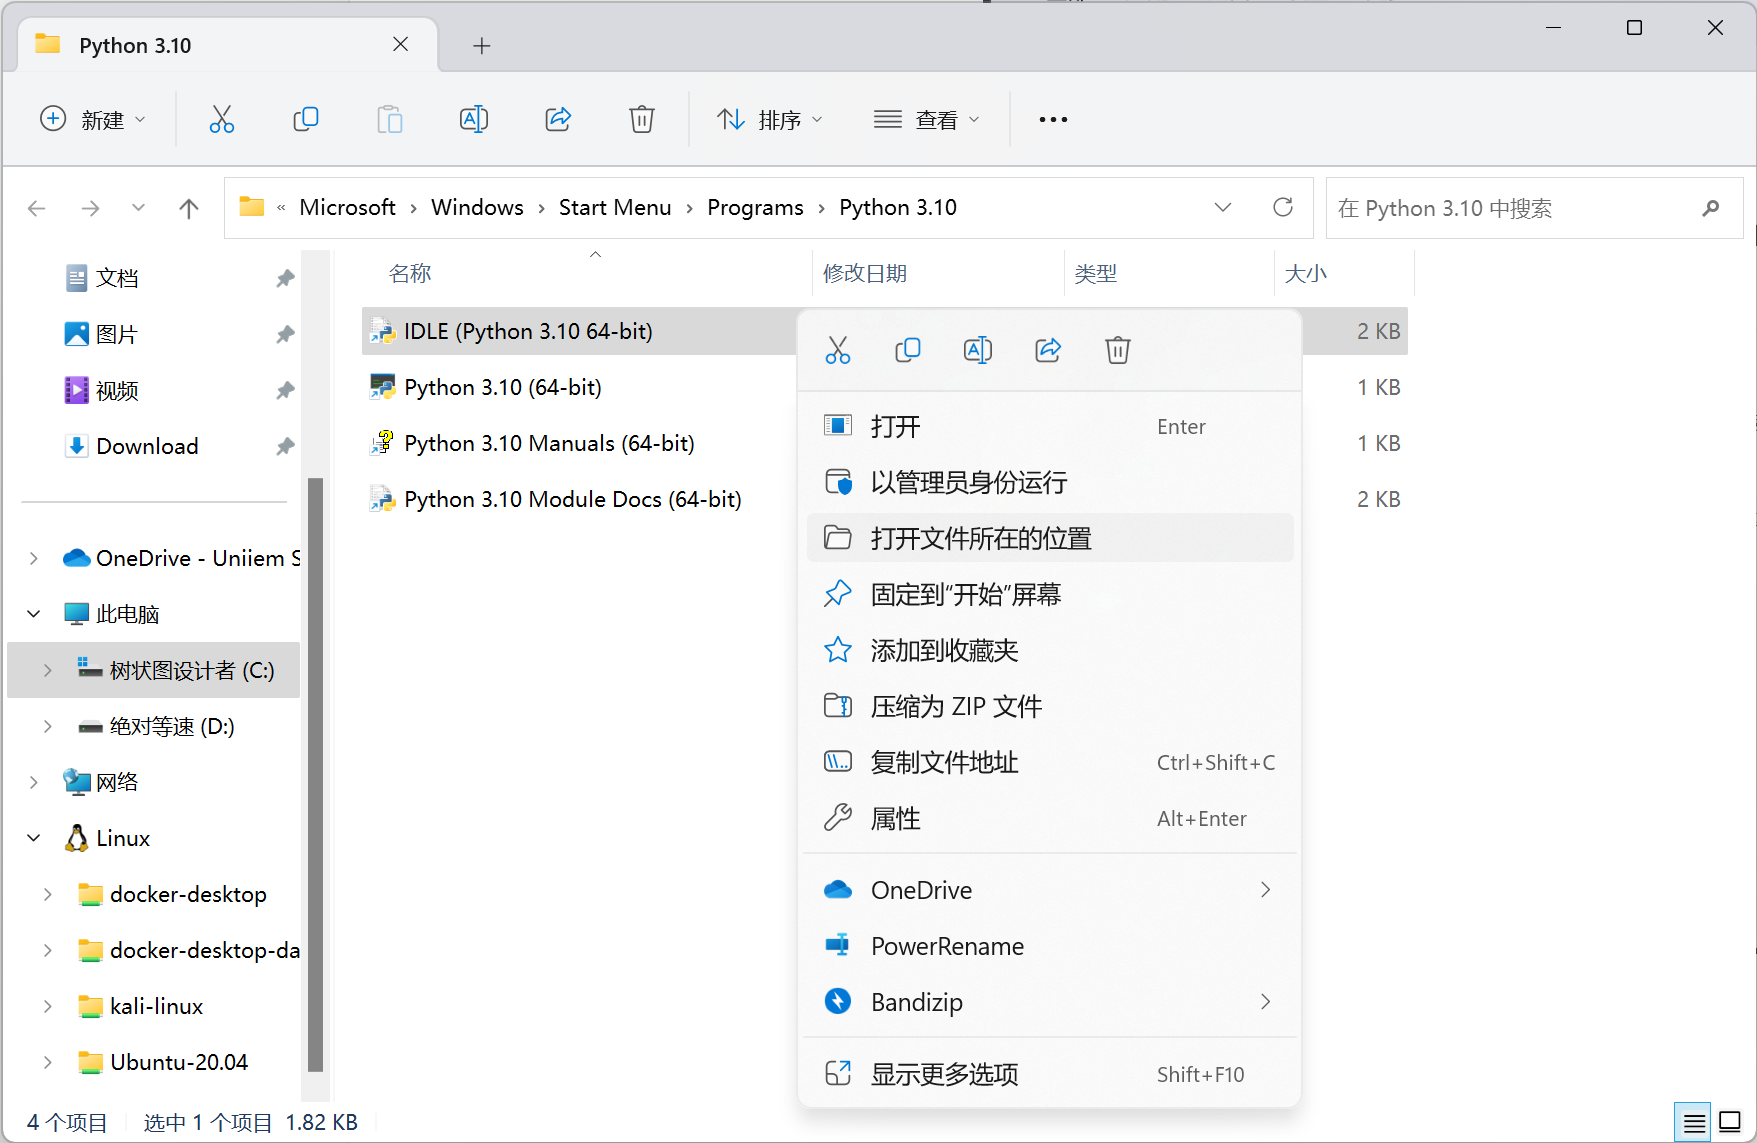 Python 3.10
新建
排序
查看
« Microsoft › Windows › Start Menu › Programs › Python 3.10
在 Python 3.10 中搜索
文档
图片
视频
Download
OneDrive - Uniiem S
此电脑
树状图设计者 (C:)
绝对等速 (D:)
网络
Linux
docker-desktop
docker-desktop-da
kali-linux
Ubuntu-20.04
名称 修改日期 类型 大小
IDLE (Python 3.10 64-bit) 2 KB
Python 3.10 (64-bit) 1 KB
Python 3.10 Manuals (64-bit) 1 KB
Python 3.10 Module Docs (64-bit) 2 KB
打开 Enter
以管理员身份运行
打开文件所在的位置
固定到“开始”屏幕
添加到收藏夹
压缩为 ZIP 文件
复制文件地址 Ctrl+Shift+C
属性 Alt+Enter
OneDrive
PowerRename
Bandizip
显示更多选项 Shift+F10
4 个项目 选中 1 个项目 1.82 KB